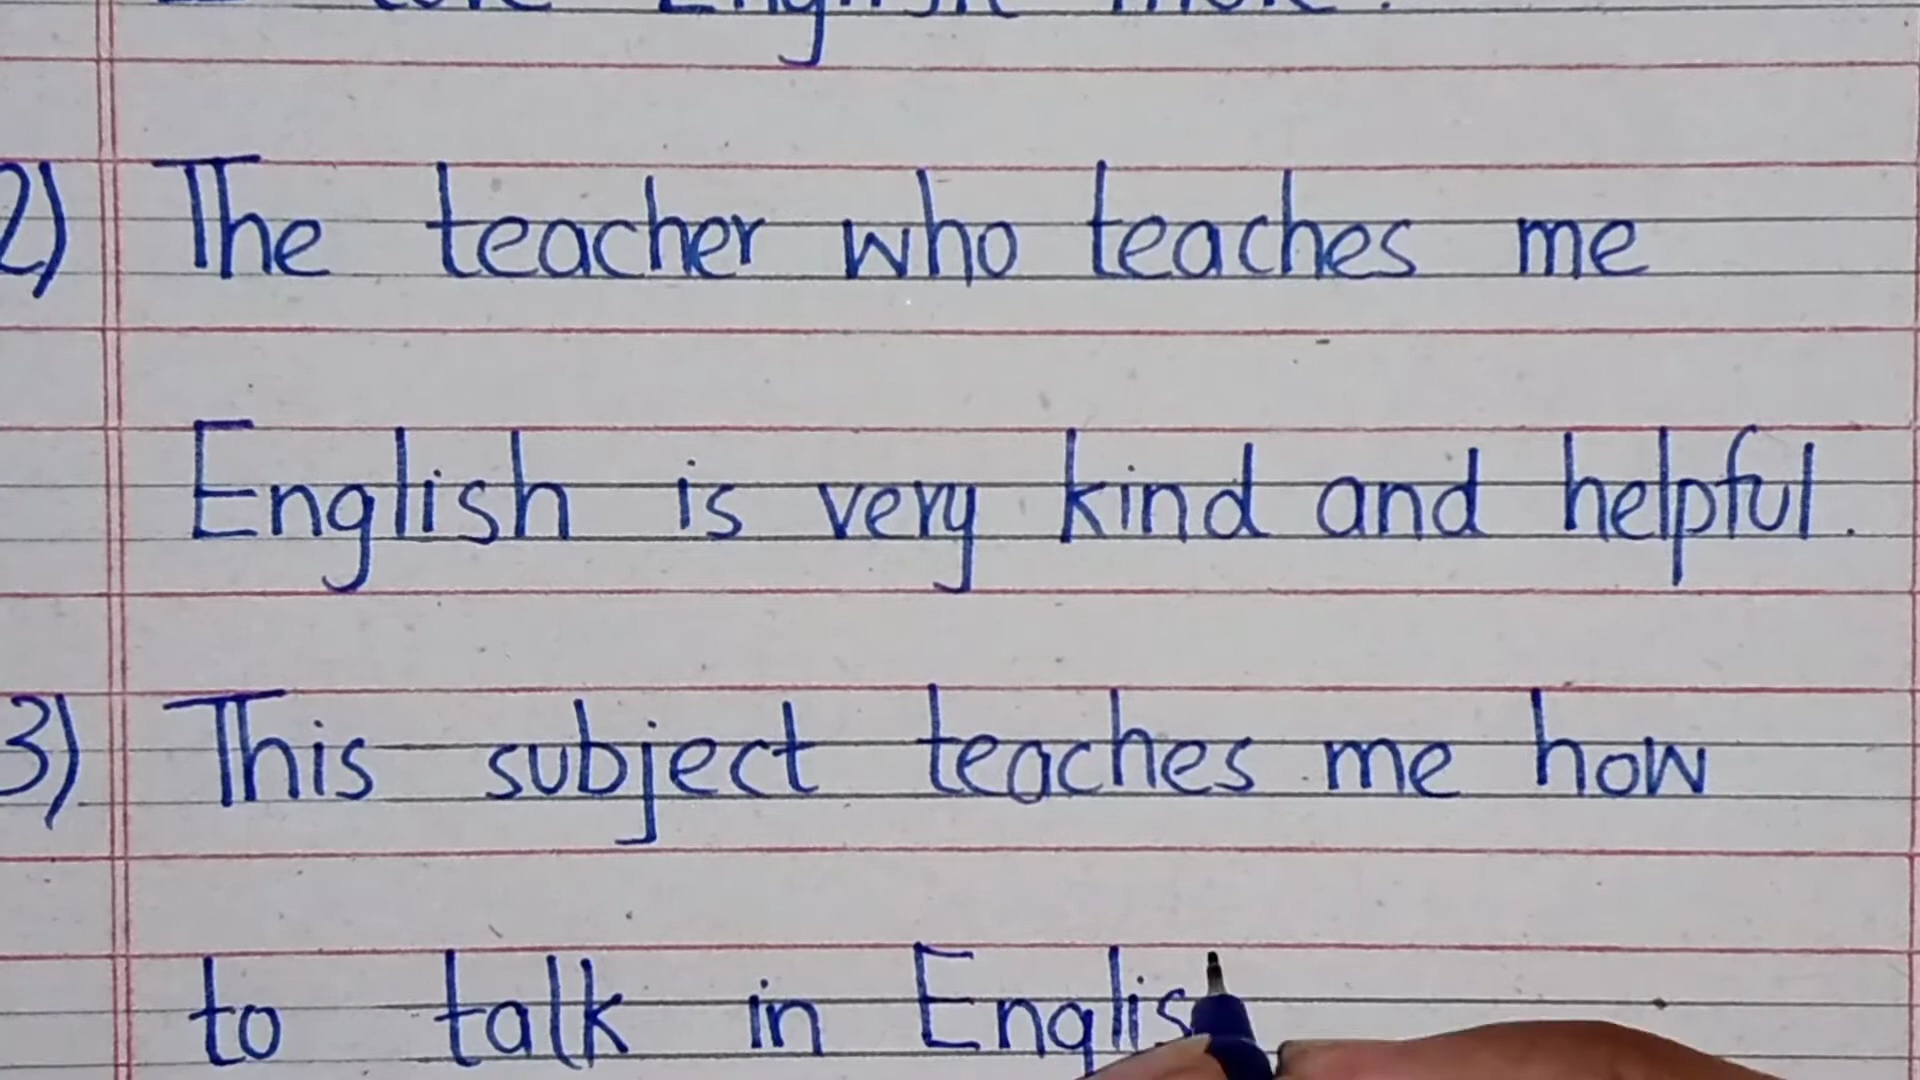 English
2) The teacher who teaches me
English is very kind and helpful.
3) This subject teaches me how
to talk in Englis